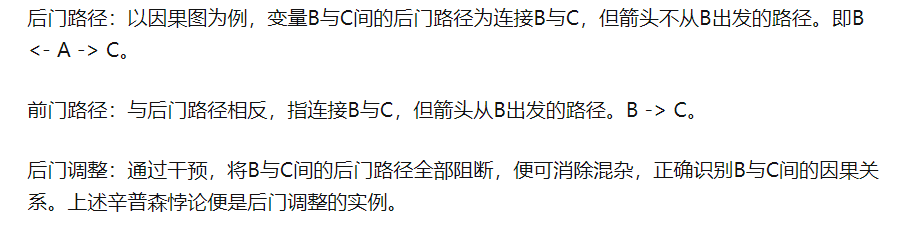 后门路径：以因果图为例，变量B与C间的后门路径为连接B与C，但箭头不从B出发的路径。即B
<- A -> C。
前门路径：与后门路径相反，指连接B与C，但箭头从B出发的路径。B -> C。
后门调整：通过干预，将B与C间的后门路径全部阻断，便可消除混杂，正确识别B与C间的因果关
系。上述辛普森悖论便是后门调整的实例。